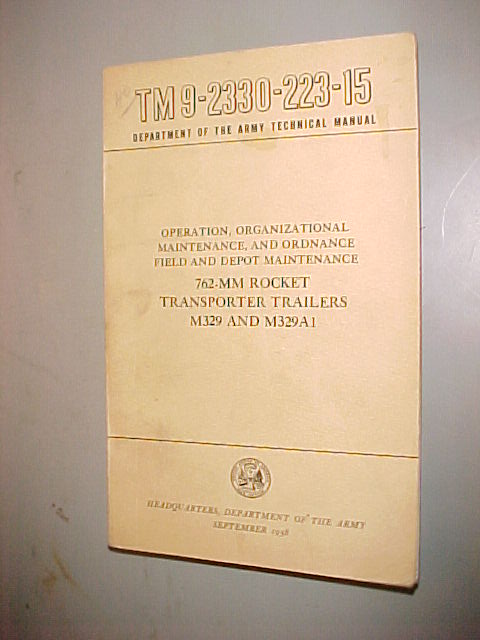 TM 9-2330-223-15
DEPARTMENT OF THE ARMY TECHNICAL MANUAL
OPERATION, ORGANIZATIONAL
MAINTENANCE, AND ORDNANCE
FIELD AND DEPOT MAINTENANCE
762-MM ROCKET
TRANSPORTER TRAILERS
M329 AND M329A1
HEADQUARTERS, DEPARTMENT OF THE ARMY
SEPTEMBER 1958